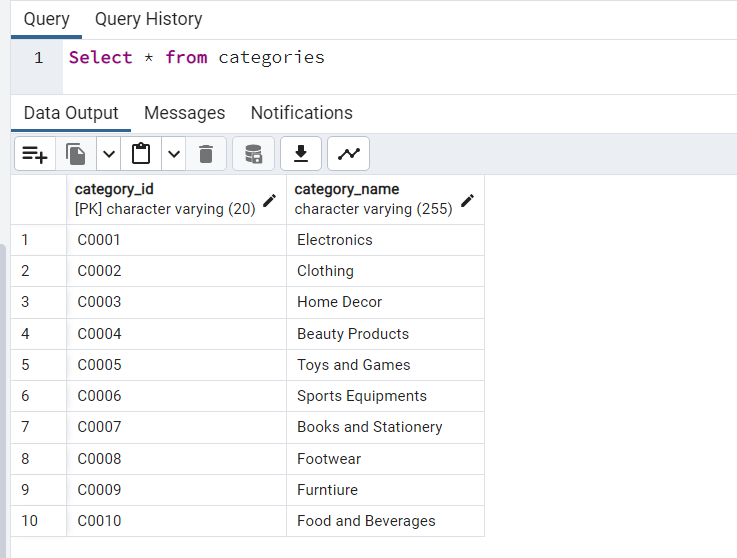 Query Query History
1 Select * from categories
Data Output Messages Notifications
category_id category_name
[PK] character varying (20) character varying (255)
1 C0001 Electronics
2 C0002 Clothing
3 C0003 Home Decor
4 C0004 Beauty Products
5 C0005 Toys and Games
6 C0006 Sports Equipments
7 C0007 Books and Stationery
8 C0008 Footwear
9 C0009 Furntiure
10 C0010 Food and Beverages